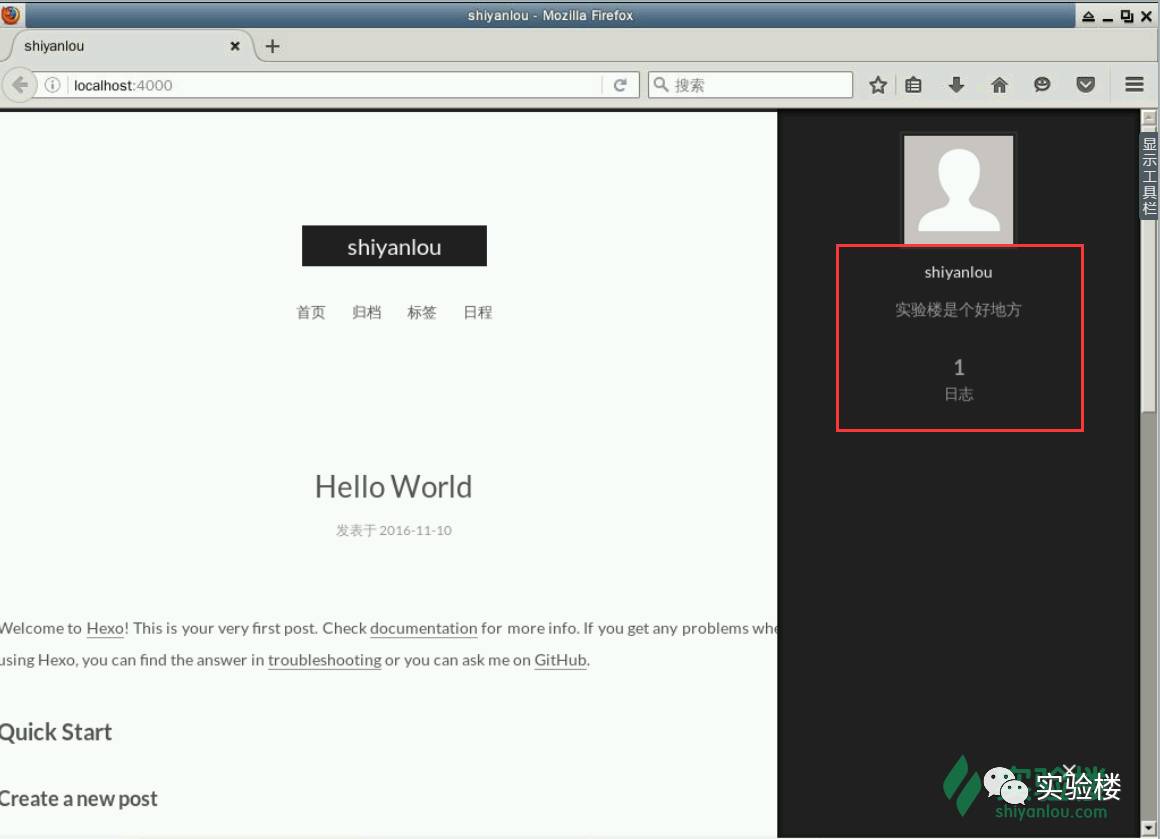 shiyanlou - Mozilla Firefox
shiyanlou
localhost:4000
搜索
显示工具栏
shiyanlou
首页 归档 标签 日程
shiyanlou
实验楼是个好地方
1
日志
Hello World
发表于 2016-11-10
Welcome to Hexo! This is your very first post. Check documentation for more info. If you get any problems whe
using Hexo, you can find the answer in troubleshooting or you can ask me on GitHub.
Quick Start
Create a new post
实验楼
shiyanlou.com